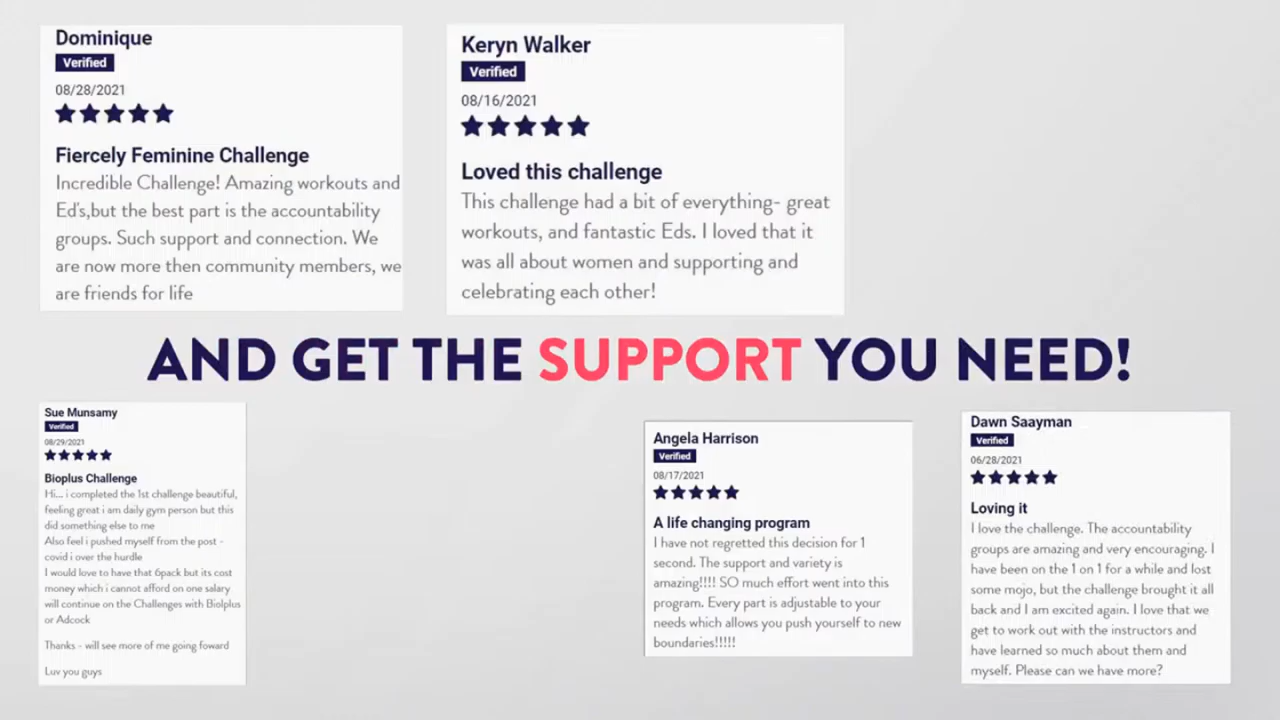 Dominique
Verified
08/28/2021
Fiercely Feminine Challenge
Incredible Challenge! Amazing workouts and
Ed's,but the best part is the accountability
groups. Such support and connection. We
are now more then community members, we
are friends for life
Keryn Walker
Verified
08/16/2021
Loved this challenge
This challenge had a bit of everything- great
workouts, and fantastic Eds. I loved that it
was all about women and supporting and
celebrating each other!
AND GET THE SUPPORT YOU NEED!
Sue Munsamy
Verified
08/29/2021
Bioplus Challenge
Hi... i completed the 1st challenge beautiful,
feeling great i am daily gym person but this
did something else to me
Also feel i pushed myself from the post -
covid i over the hurdle
I would love to have that 6pack but its cost
money which i cannot afford on one salary
will continue on the Challenges with Biolplus
or Adcock
Thanks - will see more of me going foward
Luv you guys
Angela Harrison
Verified
08/17/2021
A life changing program
I have not regretted this decision for 1
second. The support and variety is
amazing!!!! SO much effort went into this
program. Every part is adjustable to your
needs which allows you push yourself to new
boundaries!!!!!
Dawn Saayman
Verified
06/28/2021
Loving it
I love the challenge. The accountability
groups are amazing and very encouraging. I
have been on the 1 on 1 for a while and lost
some mojo, but the challenge brought it all
back and I am excited again. I love that we
get to work out with the instructors and
have learned so much about them and
myself. Please can we have more?